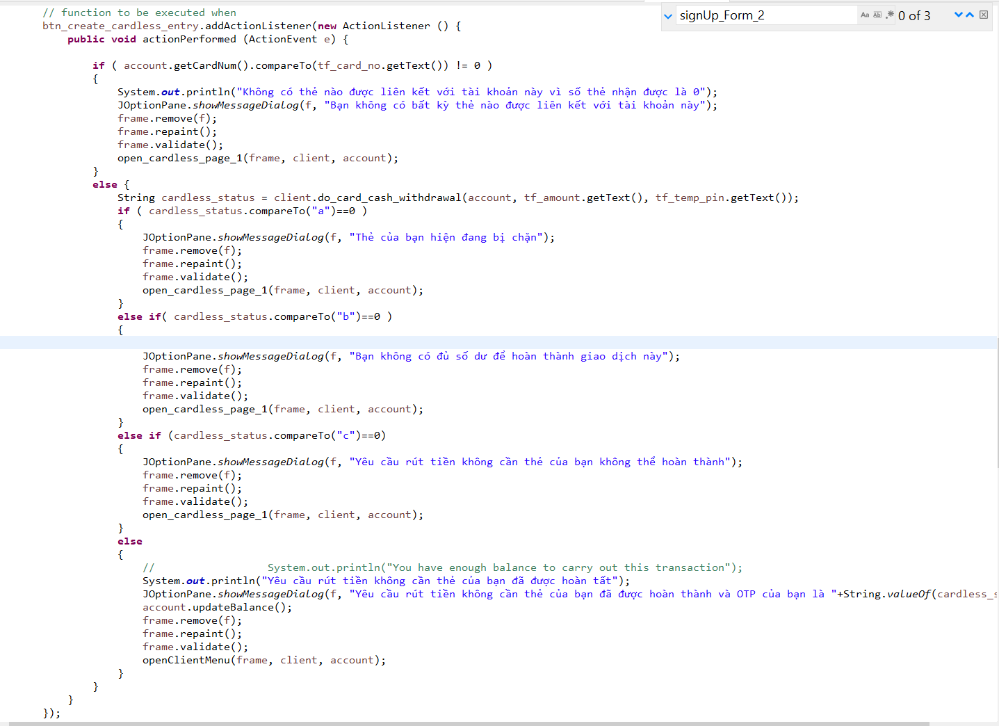 // function to be executed when
signUp_Form_2
Aa
Ab
.*
0 of 3
btn_create_cardless_entry.addActionListener(new ActionListener () {
public void actionPerformed (ActionEvent e) {
if ( account.getCardNum().compareTo(tf_card_no.getText()) != 0 )
{
System.out.println("Không có thẻ nào được liên kết với tài khoản này vì số thẻ nhận được là 0");
JOptionPane.showMessageDialog(f, "Bạn không có bất kỳ thẻ nào được liên kết với tài khoản này");
frame.remove(f);
frame.repaint();
frame.validate();
open_cardless_page_1(frame, client, account);
}
else {
String cardless_status = client.do_card_cash_withdrawal(account, tf_amount.getText(), tf_temp_pin.getText());
if ( cardless_status.compareTo("a")==0 )
{
JOptionPane.showMessageDialog(f, "Thẻ của bạn hiện đang bị chặn");
frame.remove(f);
frame.repaint();
frame.validate();
open_cardless_page_1(frame, client, account);
}
else if( cardless_status.compareTo("b")==0 )
{
JOptionPane.showMessageDialog(f, "Bạn không có đủ số dư để hoàn thành giao dịch này");
frame.remove(f);
frame.repaint();
frame.validate();
open_cardless_page_1(frame, client, account);
}
else if (cardless_status.compareTo("c")==0)
{
JOptionPane.showMessageDialog(f, "Yêu cầu rút tiền không cần thẻ của bạn không thể hoàn thành");
frame.remove(f);
frame.repaint();
frame.validate();
open_cardless_page_1(frame, client, account);
}
else
{
// System.out.println("You have enough balance to carry out this transaction");
System.out.println("Yêu cầu rút tiền không cần thẻ của bạn đã được hoàn tất");
JOptionPane.showMessageDialog(f, "Yêu cầu rút tiền không cần thẻ của bạn đã được hoàn thành và OTP của bạn là "+String.valueOf(cardless_s
account.updateBalance();
frame.remove(f);
frame.repaint();
frame.validate();
openClientMenu(frame, client, account);
}
}
}
});